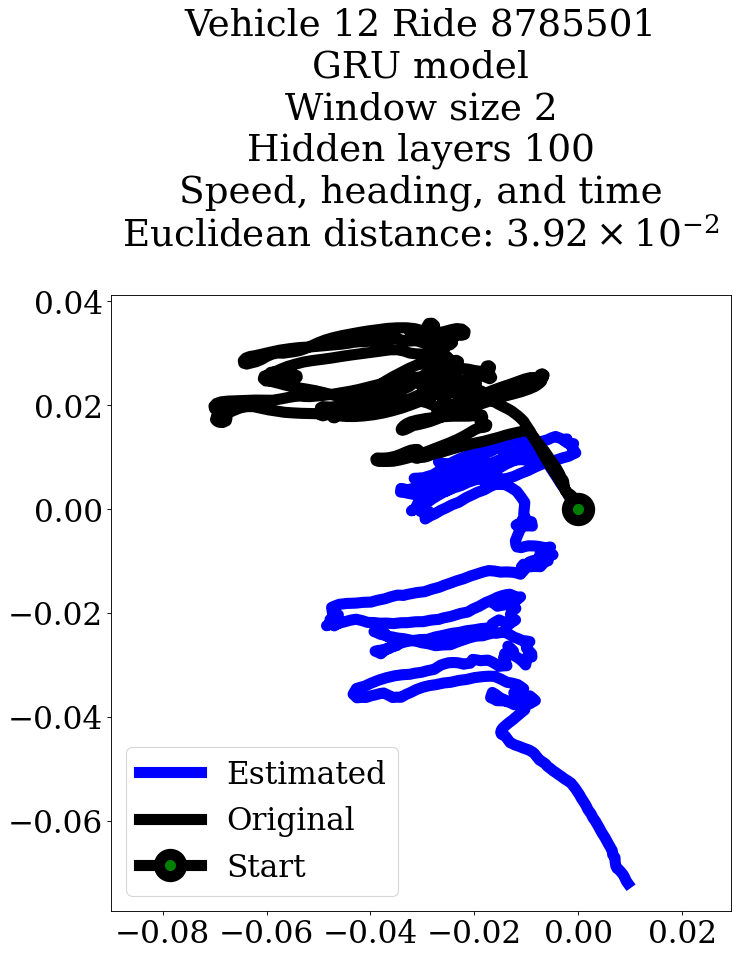 Vehicle 12 Ride 8785501
GRU model
Window size 2
Hidden layers 100
Speed, heading, and time
Euclidean distance: 3.92 × 10⁻²
0.04
0.02
0.00
−0.02
−0.04
−0.06
Estimated
Original
Start
−0.08 −0.06 −0.04 −0.02 0.00 0.02